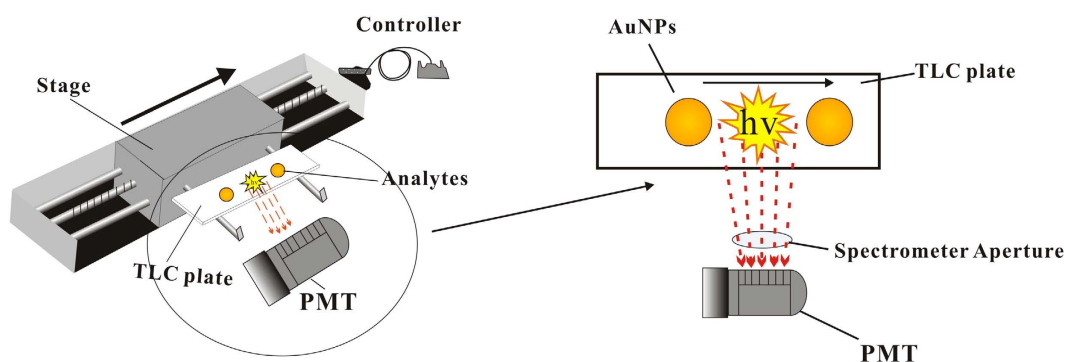 Controller
Stage
Analytes
TLC plate
PMT
AuNPs
TLC plate
hv
Spectrometer Aperture
PMT